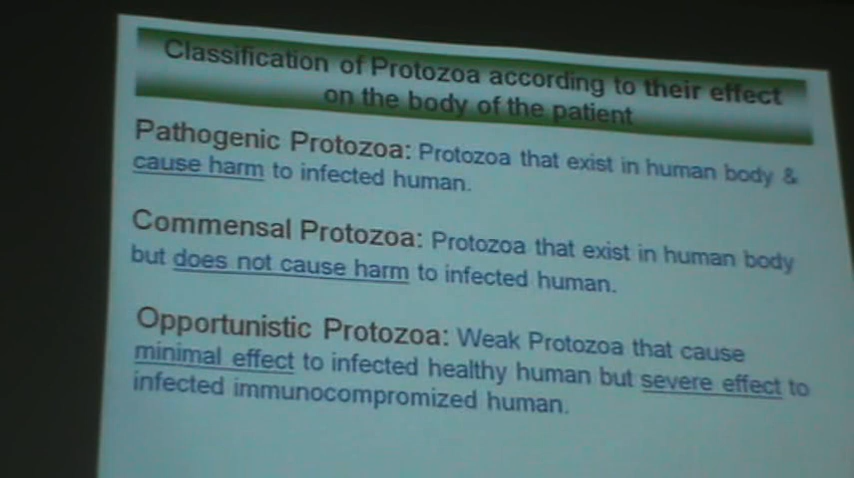 Classification of Protozoa according to their effect
on the body of the patient
Pathogenic Protozoa: Protozoa that exist in human body &
cause harm to infected human.
Commensal Protozoa: Protozoa that exist in human body
but does not cause harm to infected human.
Opportunistic Protozoa: Weak Protozoa that cause
minimal effect to infected healthy human but severe effect to
infected immunocompromized human.